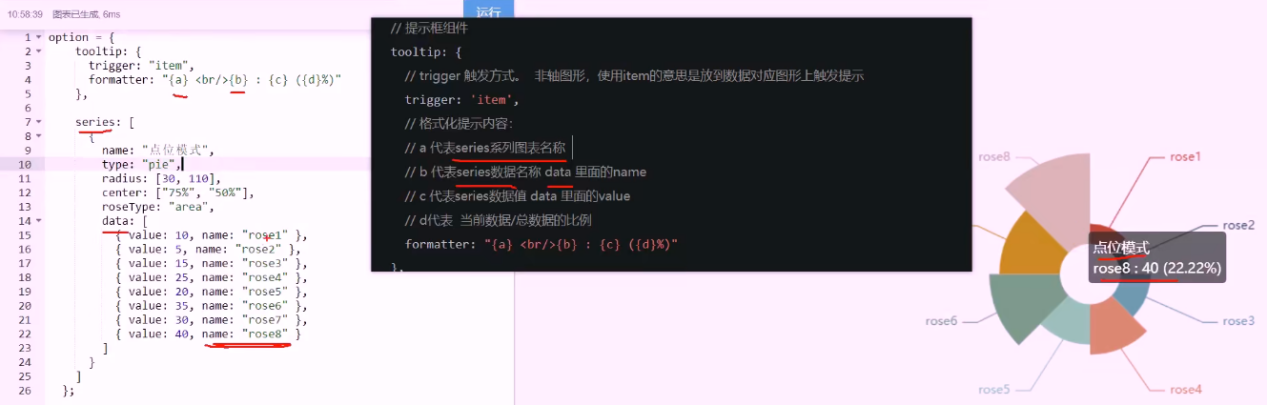 10:58:39 图表已生成, 6ms
运行
1 option = {
2 tooltip: {
3 trigger: "item",
4 formatter: "{a} <br/>{b} : {c} ({d}%)"
5 },
6
7 series: [
8 {
9 name: "点位模式",
10 type: "pie",
11 radius: [30, 110],
12 center: ["75%", "50%"],
13 roseType: "area",
14 data: [
15 { value: 10, name: "rose1" },
16 { value: 5, name: "rose2" },
17 { value: 15, name: "rose3" },
18 { value: 25, name: "rose4" },
19 { value: 20, name: "rose5" },
20 { value: 35, name: "rose6" },
21 { value: 30, name: "rose7" },
22 { value: 40, name: "rose8" }
23 ]
24 }
25 ]
26 };
// 提示框组件
tooltip: {
// trigger 触发方式。 非轴图形，使用item的意思是放到数据对应图形上触发提示
trigger: 'item',
// 格式化提示内容：
// a 代表series系列图表名称
// b 代表series数据名称 data 里面的name
// c 代表series数据值 data 里面的value
// d代表 当前数据/总数据的比例
formatter: "{a} <br/>{b} : {c} ({d}%)"
},
rose8
rose1
rose2
点位模式
rose8 : 40 (22.22%)
rose6
rose3
rose5
rose4